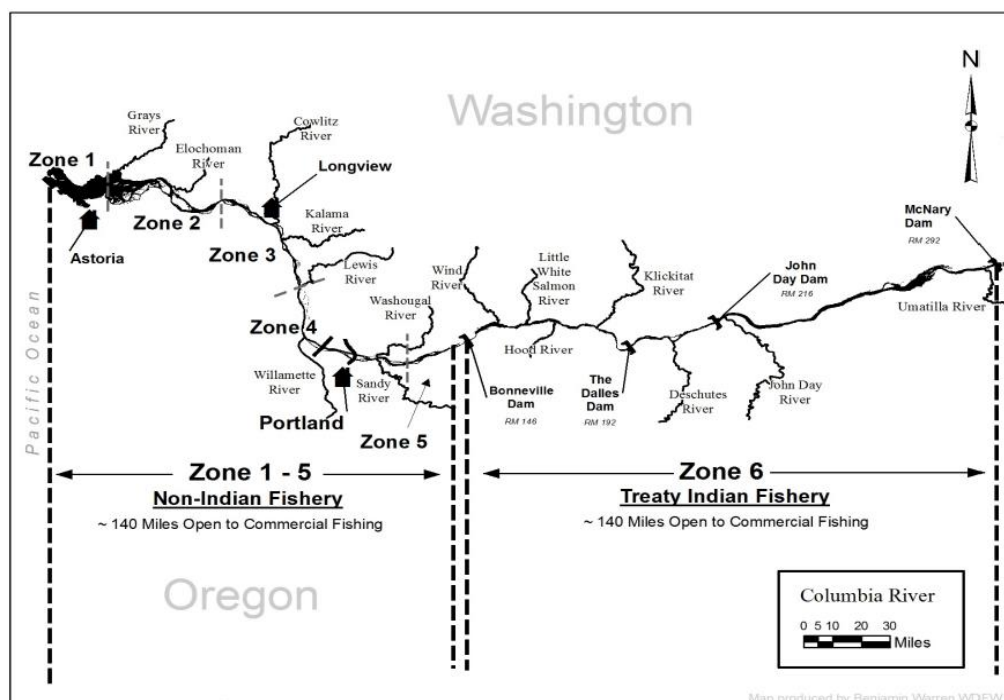 N
Washington
Grays
River
Cowlitz
River
Elochoman
River
Zone 1
Longview
Zone 2
Astoria
Zone 3
Kalama
River
Lewis
River
Washougal
River
Wind
River
Little
White
Salmon
River
Klickitat
River
John
Day Dam
RM 216
McNary
Dam
RM 292
Umatilla River
Pacific Ocean
Zone 4
Willamette
River
Portland
Sandy
River
Zone 5
Bonneville
Dam
RM 146
Hood River
The
Dalles
Dam
RM 192
Deschutes
River
John Day
River
Zone 1 - 5
Non-Indian Fishery
~ 140 Miles Open to Commercial Fishing
Zone 6
Treaty Indian Fishery
~ 140 Miles Open to Commercial Fishing
Oregon
Columbia River
0 5 10 20 30
Miles
Map produced by Benjamin Warren WDFW